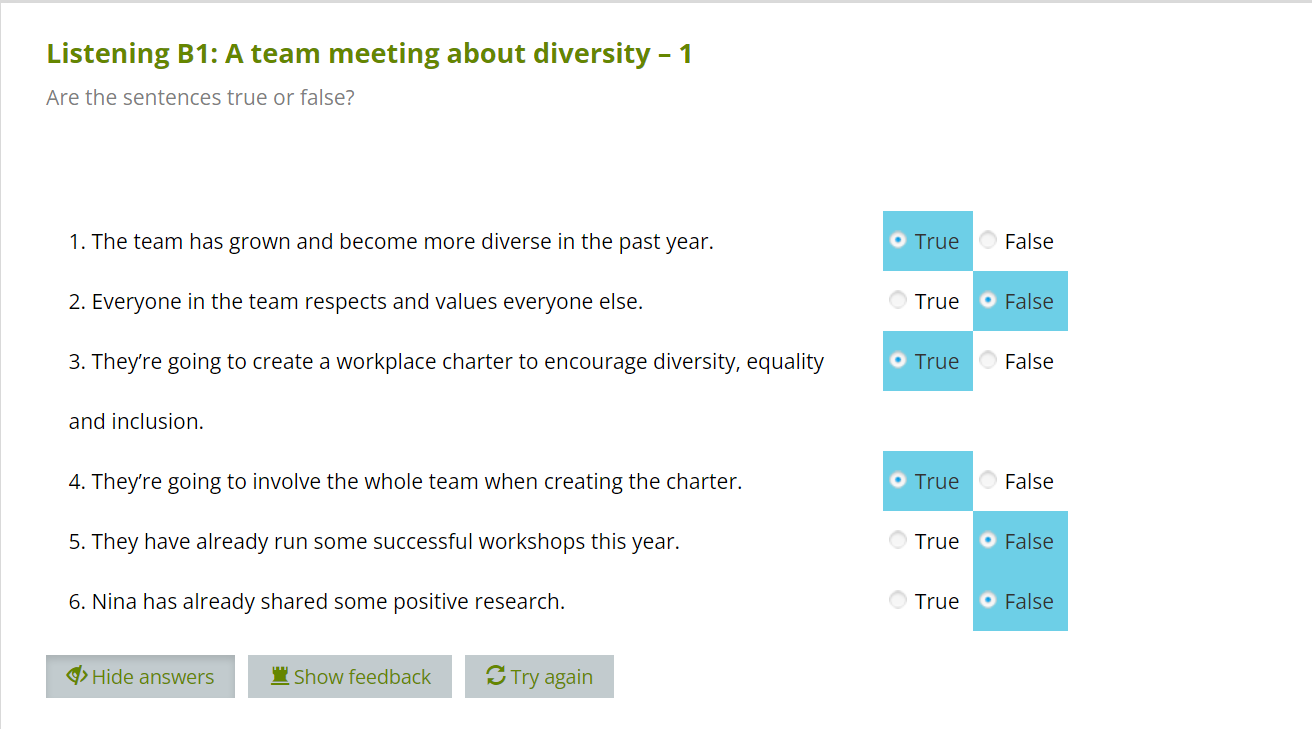 Listening B1: A team meeting about diversity – 1
Are the sentences true or false?
1. The team has grown and become more diverse in the past year. True False
2. Everyone in the team respects and values everyone else. True False
3. They’re going to create a workplace charter to encourage diversity, equality True False
and inclusion.
4. They’re going to involve the whole team when creating the charter. True False
5. They have already run some successful workshops this year. True False
6. Nina has already shared some positive research. True False
Hide answers Show feedback Try again